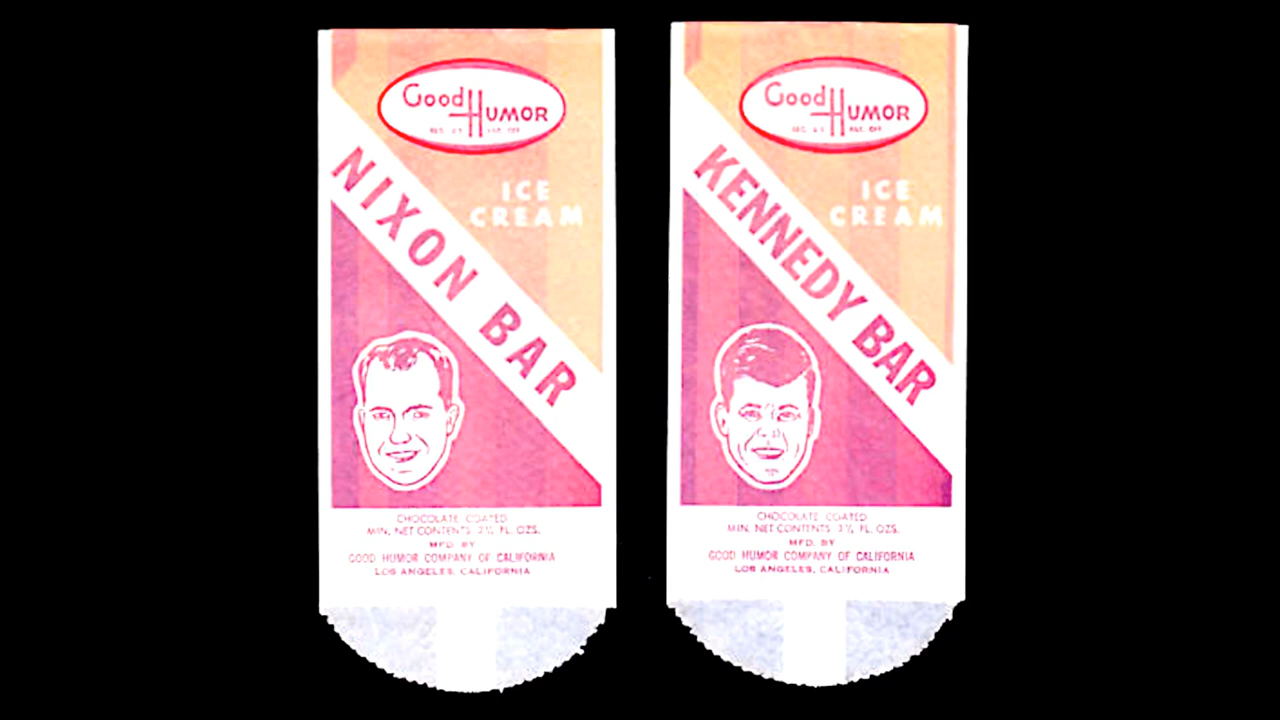 Good HUMOR
REG. U.S. PAT. OFF.
ICE
CREAM
NIXON BAR
CHOCOLATE COATED
MIN. NET CONTENTS 3½ FL. OZS.
MFD. BY
GOOD HUMOR COMPANY OF CALIFORNIA
LOS ANGELES, CALIFORNIA
Good HUMOR
REG. U.S. PAT. OFF.
ICE
CREAM
KENNEDY BAR
CHOCOLATE COATED
MIN. NET CONTENTS 3½ FL. OZS.
MFD. BY
GOOD HUMOR COMPANY OF CALIFORNIA
LOS ANGELES, CALIFORNIA